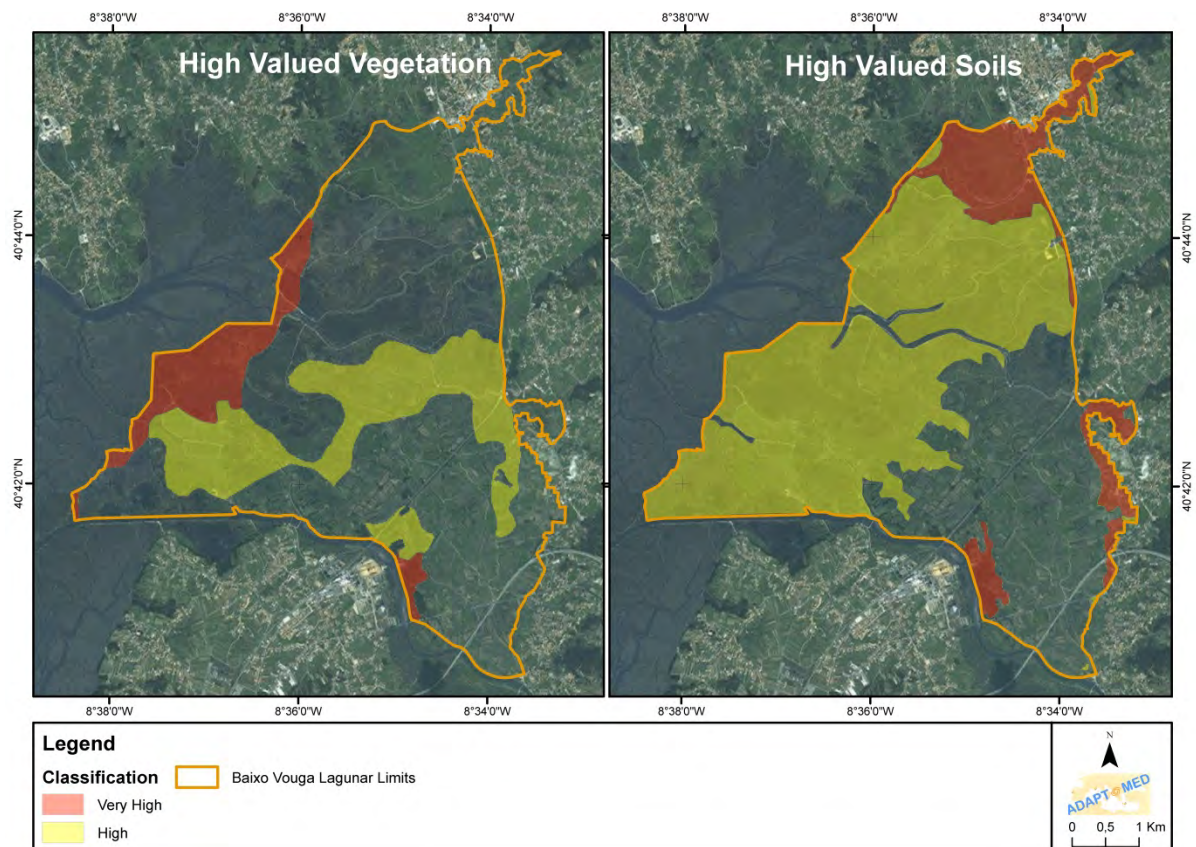 8°38'0"W 8°36'0"W 8°34'0"W 8°38'0"W 8°36'0"W 8°34'0"W
High Valued Vegetation
High Valued Soils
40°44'0"N
40°42'0"N
40°44'0"N
40°42'0"N
8°38'0"W 8°36'0"W 8°34'0"W 8°38'0"W 8°36'0"W 8°34'0"W
Legend
Classification
Baixo Vouga Lagunar Limits
Very High
High
N
ADAPT MED
0 0,5 1 Km